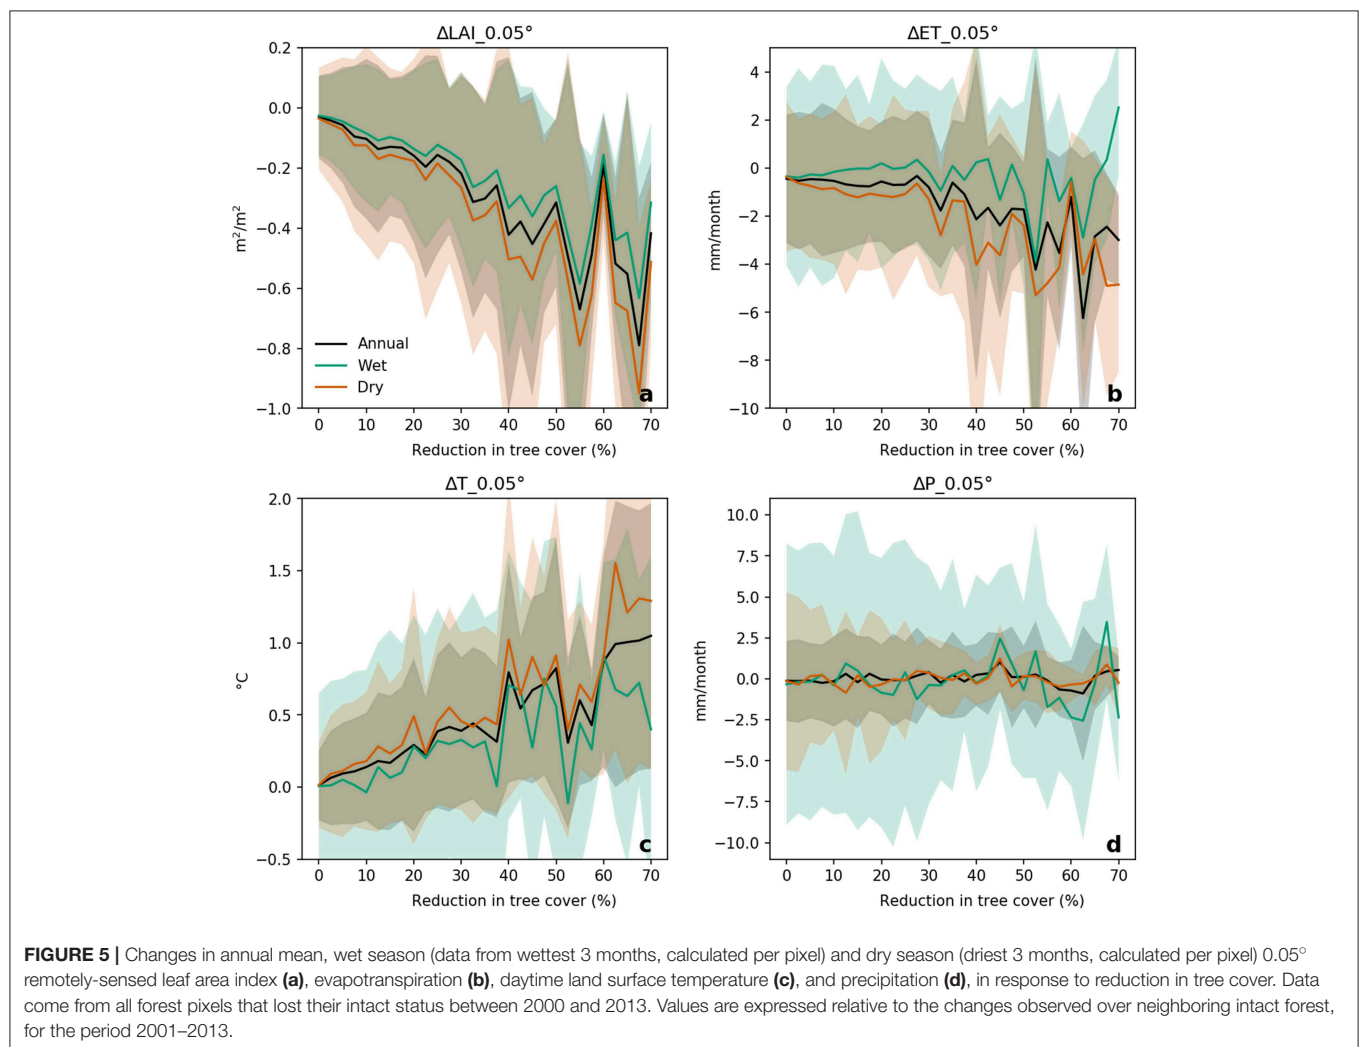 ΔLAI_0.05°
0.2
0.0
−0.2
−0.4
−0.6
−0.8
−1.0
m²/m²
Annual
Wet
Dry
a
0 10 20 30 40 50 60 70
Reduction in tree cover (%)
ΔET_0.05°
4
2
0
−2
−4
−6
−8
−10
mm/month
b
0 10 20 30 40 50 60 70
Reduction in tree cover (%)
ΔT_0.05°
2.0
1.5
1.0
0.5
0.0
−0.5
°C
c
0 10 20 30 40 50 60 70
Reduction in tree cover (%)
ΔP_0.05°
10.0
7.5
5.0
2.5
0.0
−2.5
−5.0
−7.5
−10.0
mm/month
d
0 10 20 30 40 50 60 70
Reduction in tree cover (%)
FIGURE 5 | Changes in annual mean, wet season (data from wettest 3 months, calculated per pixel) and dry season (driest 3 months, calculated per pixel) 0.05°
remotely-sensed leaf area index (a), evapotranspiration (b), daytime land surface temperature (c), and precipitation (d), in response to reduction in tree cover. Data
come from all forest pixels that lost their intact status between 2000 and 2013. Values are expressed relative to the changes observed over neighboring intact forest,
for the period 2001–2013.